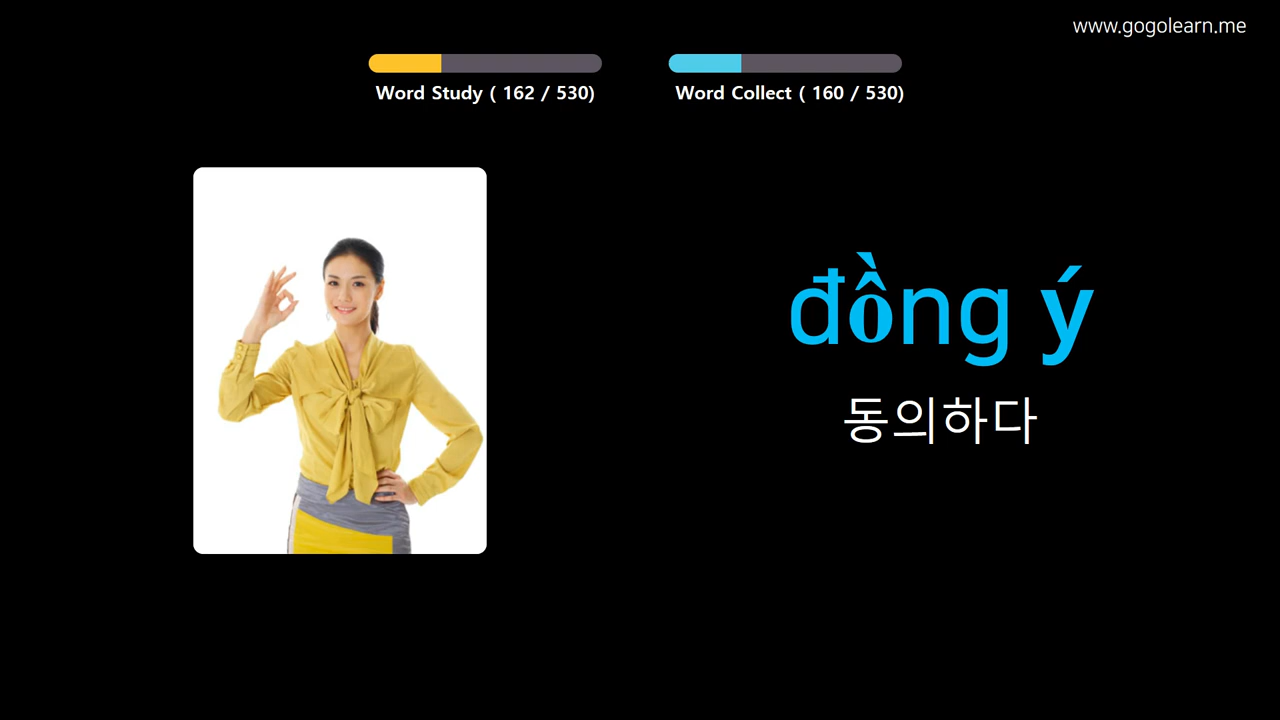 www.gogolearn.me
Word Study ( 162 / 530)
Word Collect ( 160 / 530)
đồng ý
동의하다